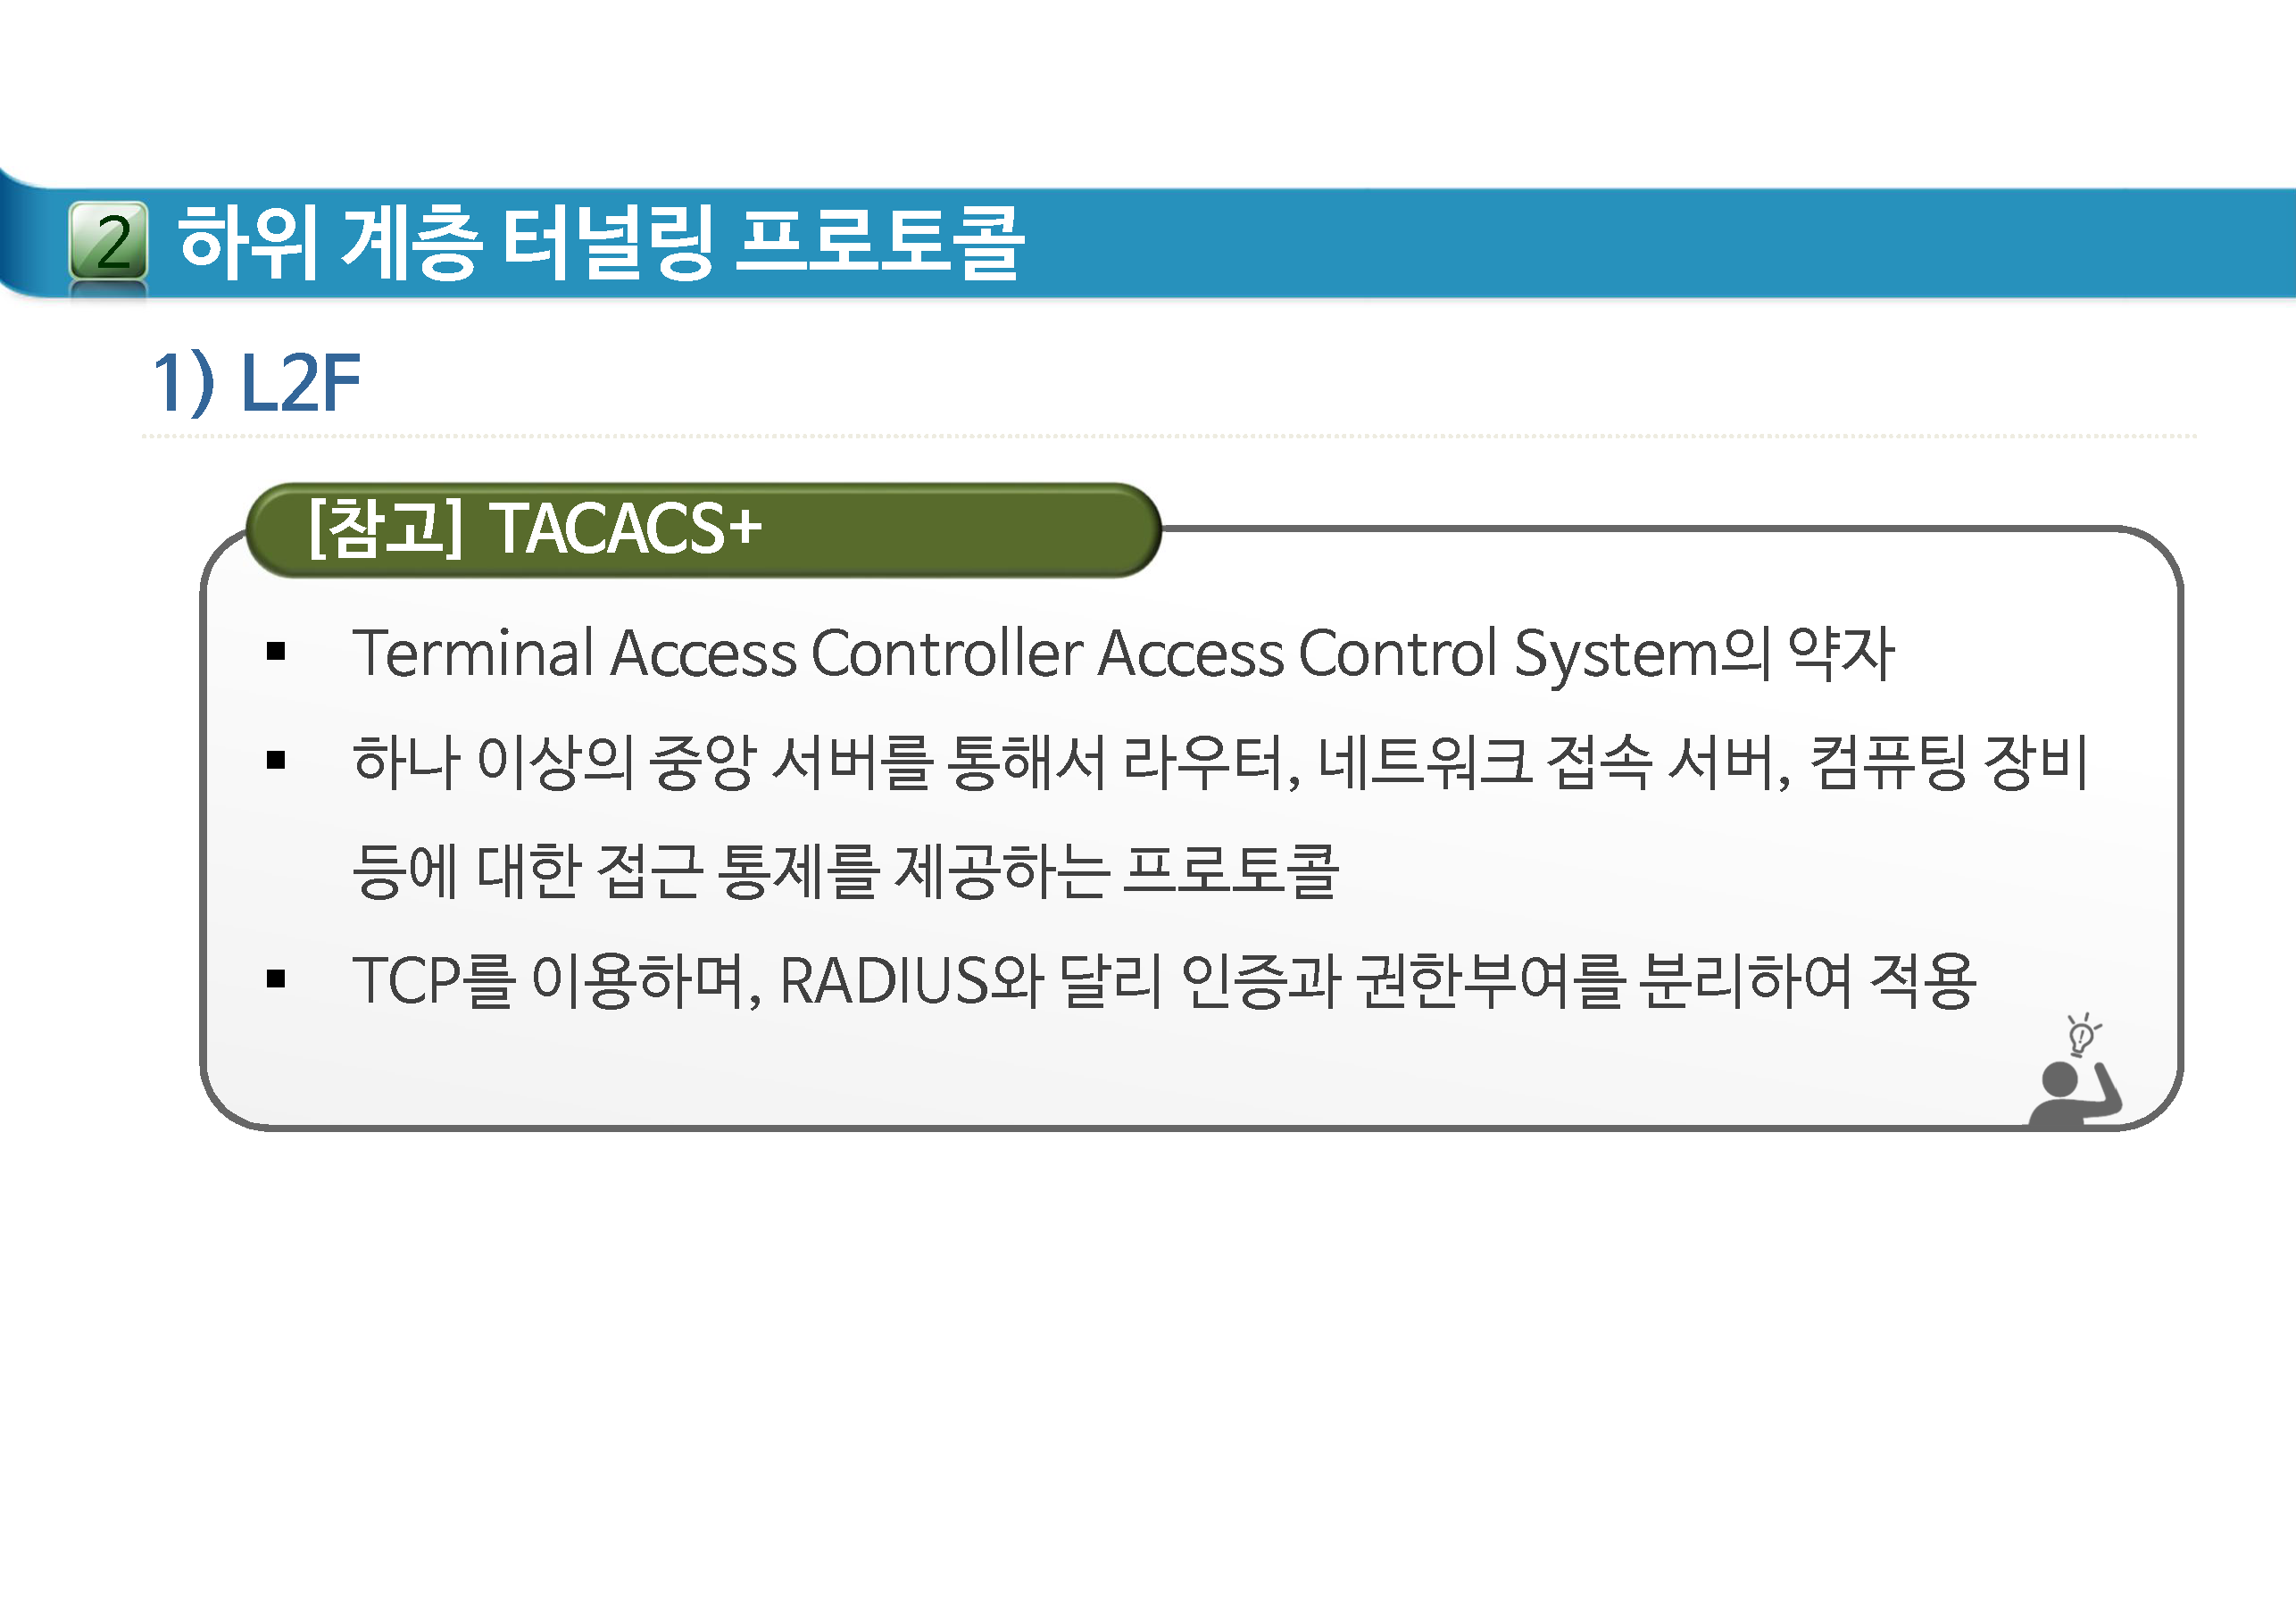 2 하위 계층 터널링 프로토콜
1) L2F
[참고] TACACS+
▪ Terminal Access Controller Access Control System의 약자
▪ 하나 이상의 중앙 서버를 통해서 라우터, 네트워크 접속 서버, 컴퓨팅 장비
등에 대한 접근 통제를 제공하는 프로토콜
▪ TCP를 이용하며, RADIUS와 달리 인증과 권한부여를 분리하여 적용